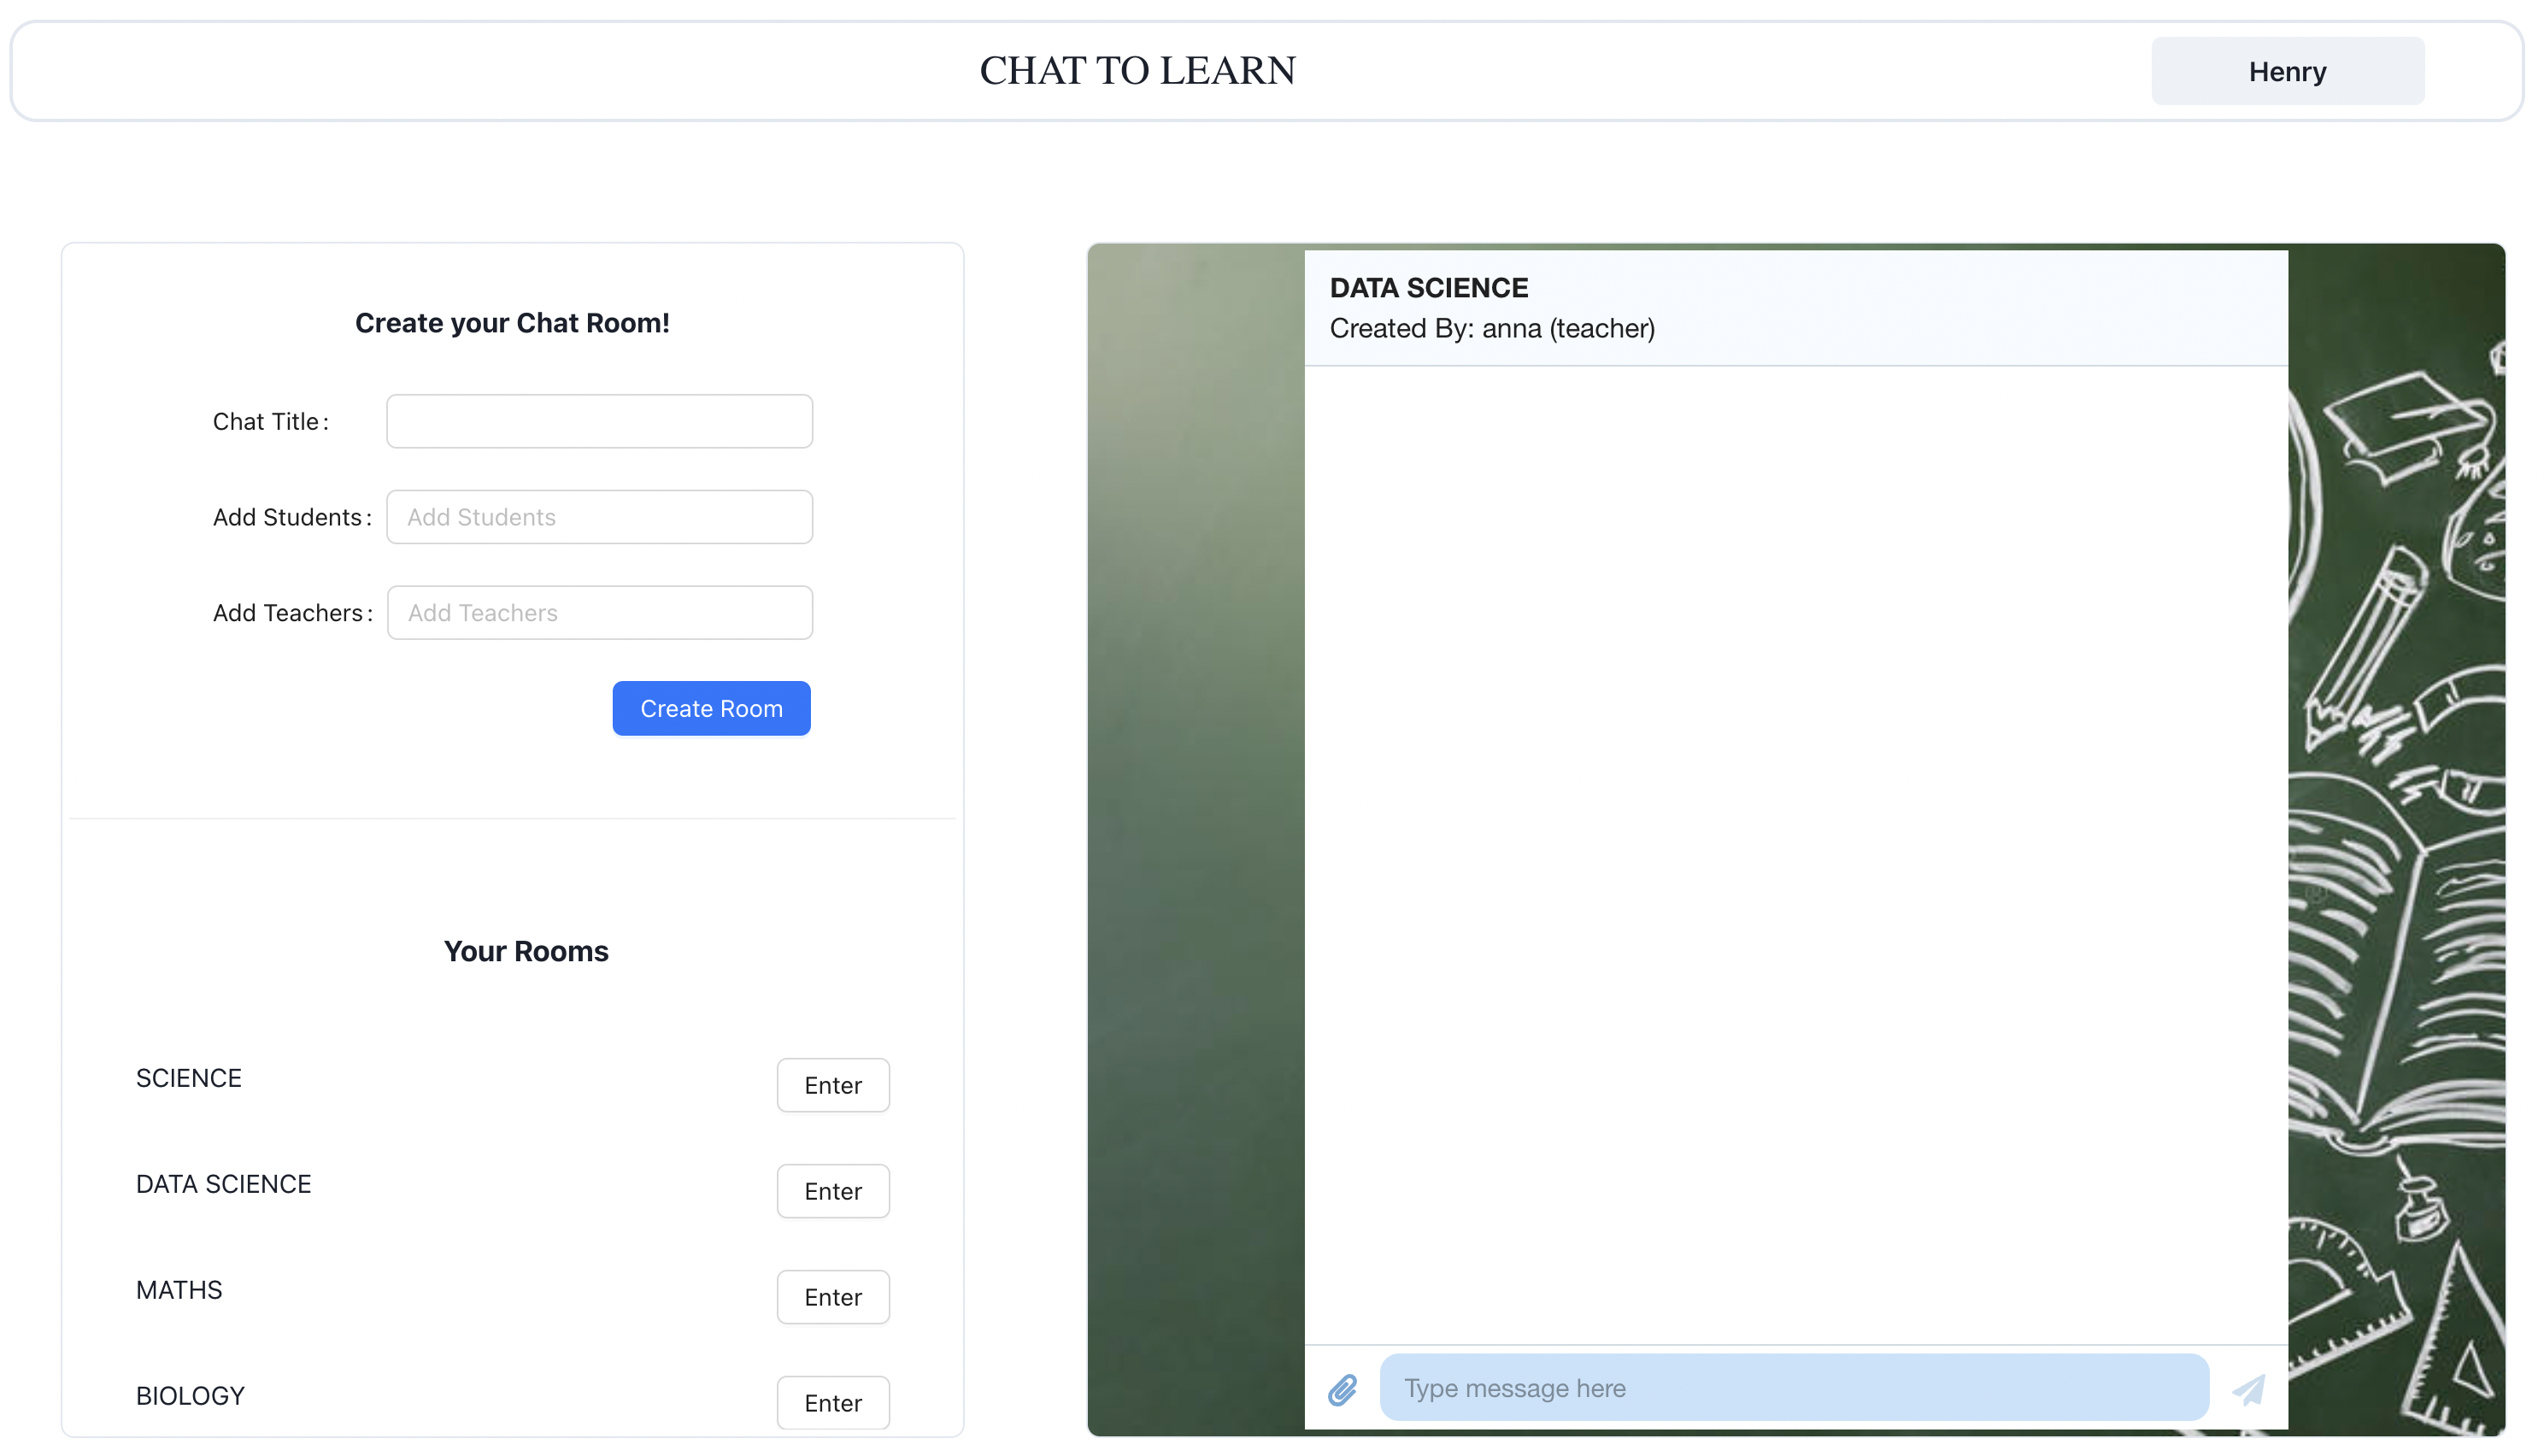 CHAT TO LEARN
Henry
Create your Chat Room!
Chat Title:
Add Students: Add Students
Add Teachers: Add Teachers
Create Room
Your Rooms
SCIENCE Enter
DATA SCIENCE Enter
MATHS Enter
BIOLOGY Enter
DATA SCIENCE
Created By: anna (teacher)
Type message here